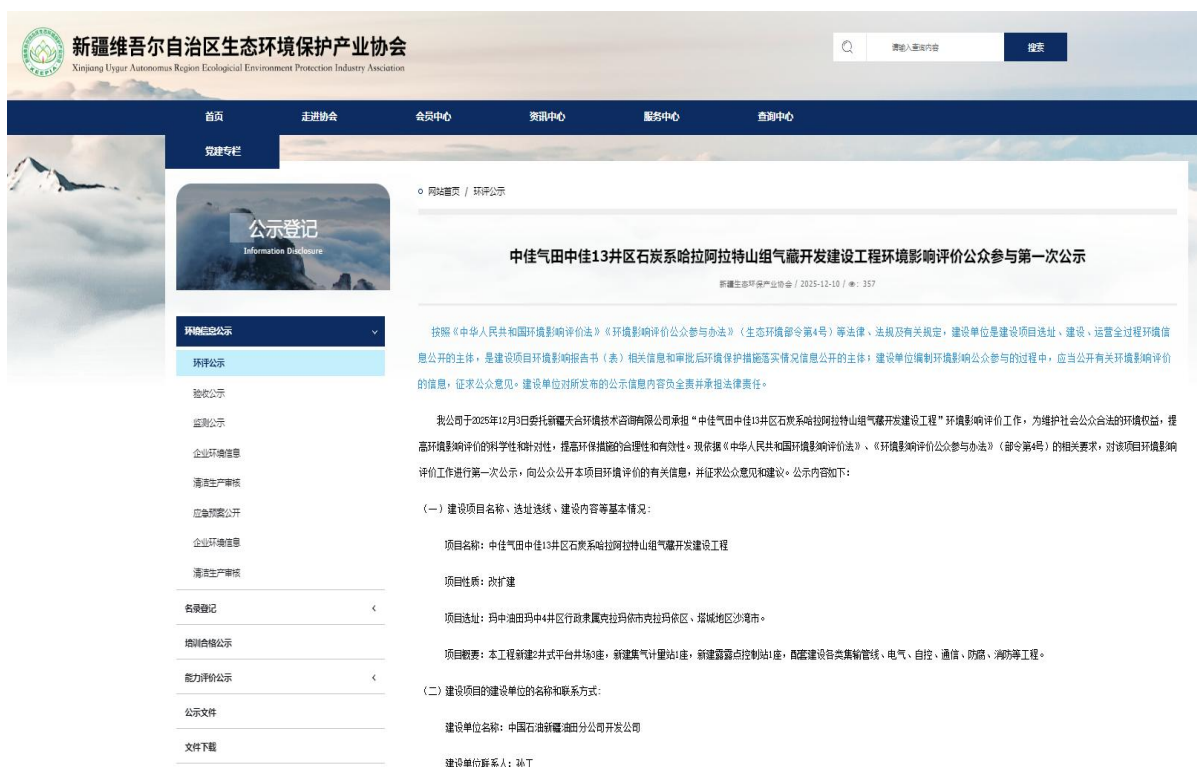 新疆维吾尔自治区生态环境保护产业协会
Xinjiang Uygur Autonomus Region Ecologicial Environment Protection Industry Assciation
请输入查询内容
搜索
首页
走进协会
会员中心
资讯中心
服务中心
查询中心
党建专栏
公示登记
Information Disclosure
环境信息公示
环评公示
验收公示
监测公示
企业环境信息
清洁生产审核
应急预案公开
企业环境信息
清洁生产审核
名录登记
培训合格公示
能力评价公示
公示文件
文件下载
网站首页 / 环评公示
中佳气田中佳13井区石炭系哈拉阿拉特山组气藏开发建设工程环境影响评价公众参与第一次公示
新疆生态环保产业协会 / 2025-12-10 / : 357
按照《中华人民共和国环境影响评价法》《环境影响评价公众参与办法》（生态环境部令第4号）等法律、法规及有关规定，建设单位是建设项目选址、建设、运营全过程环境信
息公开的主体，是建设项目环境影响报告书（表）相关信息和审批后环境保护措施落实情况信息公开的主体；建设单位编制环境影响公众参与的过程中，应当公开有关环境影响评价
的信息，征求公众意见。建设单位对所发布的公示信息内容负全责并承担法律责任。
我公司于2025年12月3日委托新疆天合环境技术咨询有限公司承担“中佳气田中佳13井区石炭系哈拉阿拉特山组气藏开发建设工程”环境影响评价工作，为维护社会公众合法的环境权益，提
高环境影响评价的科学性和针对性，提高环保措施的合理性和有效性。现依据《中华人民共和国环境影响评价法》、《环境影响评价公众参与办法》（部令第4号）的相关要求，对该项目环境影响
评价工作进行第一次公示，向公众公开本项目环境评价的有关信息，并征求公众意见和建议。公示内容如下：
（一）建设项目名称、选址选线、建设内容等基本情况：
项目名称：中佳气田中佳13井区石炭系哈拉阿拉特山组气藏开发建设工程
项目性质：改扩建
项目选址：玛中油田玛中4井区行政隶属克拉玛依市克拉玛依区、塔城地区沙湾市。
项目概要：本工程新建2井式平台井场3座，新建集气计量站1座，新建露露点控制站1座，配套建设各类集输管线、电气、自控、通信、防腐、消防等工程。
（二）建设项目的建设单位的名称和联系方式：
建设单位名称：中国石油新疆油田分公司开发公司
建设单位联系人：孙工